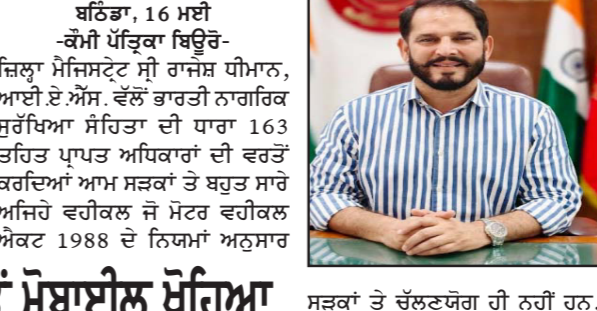 ਬਠਿੰਡਾ, 16 ਮਈ
-ਕੌਮੀ ਪੱਤ੍ਰਿਕਾ ਬਿਊਰੋ-
ਜ਼ਿਲ੍ਹਾ ਮੈਜਿਸਟ੍ਰੇਟ ਸ੍ਰੀ ਰਾਜੇਸ਼ ਧੀਮਾਨ,
ਆਈ.ਏ.ਐੱਸ. ਵੱਲੋਂ ਭਾਰਤੀ ਨਾਗਰਿਕ
ਸੁਰੱਖਿਆ ਸੰਹਿਤਾ ਦੀ ਧਾਰਾ 163
ਤਹਿਤ ਪ੍ਰਾਪਤ ਅਧਿਕਾਰਾਂ ਦੀ ਵਰਤੋਂ
ਕਰਦਿਆਂ ਆਮ ਸੜਕਾਂ ਤੇ ਬਹੁਤ ਸਾਰੇ
ਅਜਿਹੇ ਵਹੀਕਲ ਜੋ ਮੋਟਰ ਵਹੀਕਲ
ਐਕਟ 1988 ਦੇ ਨਿਯਮਾਂ ਅਨੁਸਾਰ
ਸੜਕਾਂ ਤੇ ਚੱਲਣਯੋਗ ਹੀ ਨਹੀਂ ਹਨ.
ਮੋਬਾਈਲ ਖੋਹਿਆ